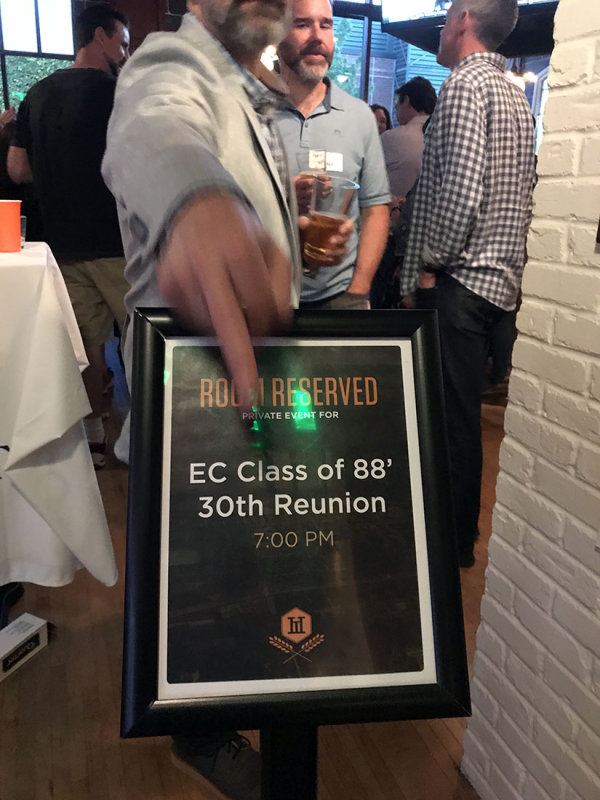 ROOM RESERVED
PRIVATE EVENT FOR
EC Class of 88'
30th Reunion
7:00 PM